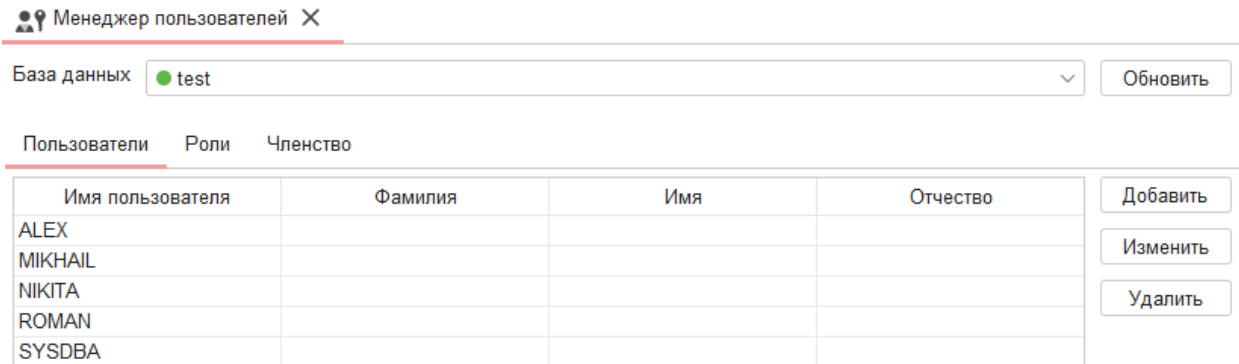 Менеджер пользователей
База данных test Обновить
Пользователи Роли Членство
Имя пользователя Фамилия Имя Отчество Добавить
ALEX
MIKHAIL Изменить
NIKITA Удалить
ROMAN
SYSDBA